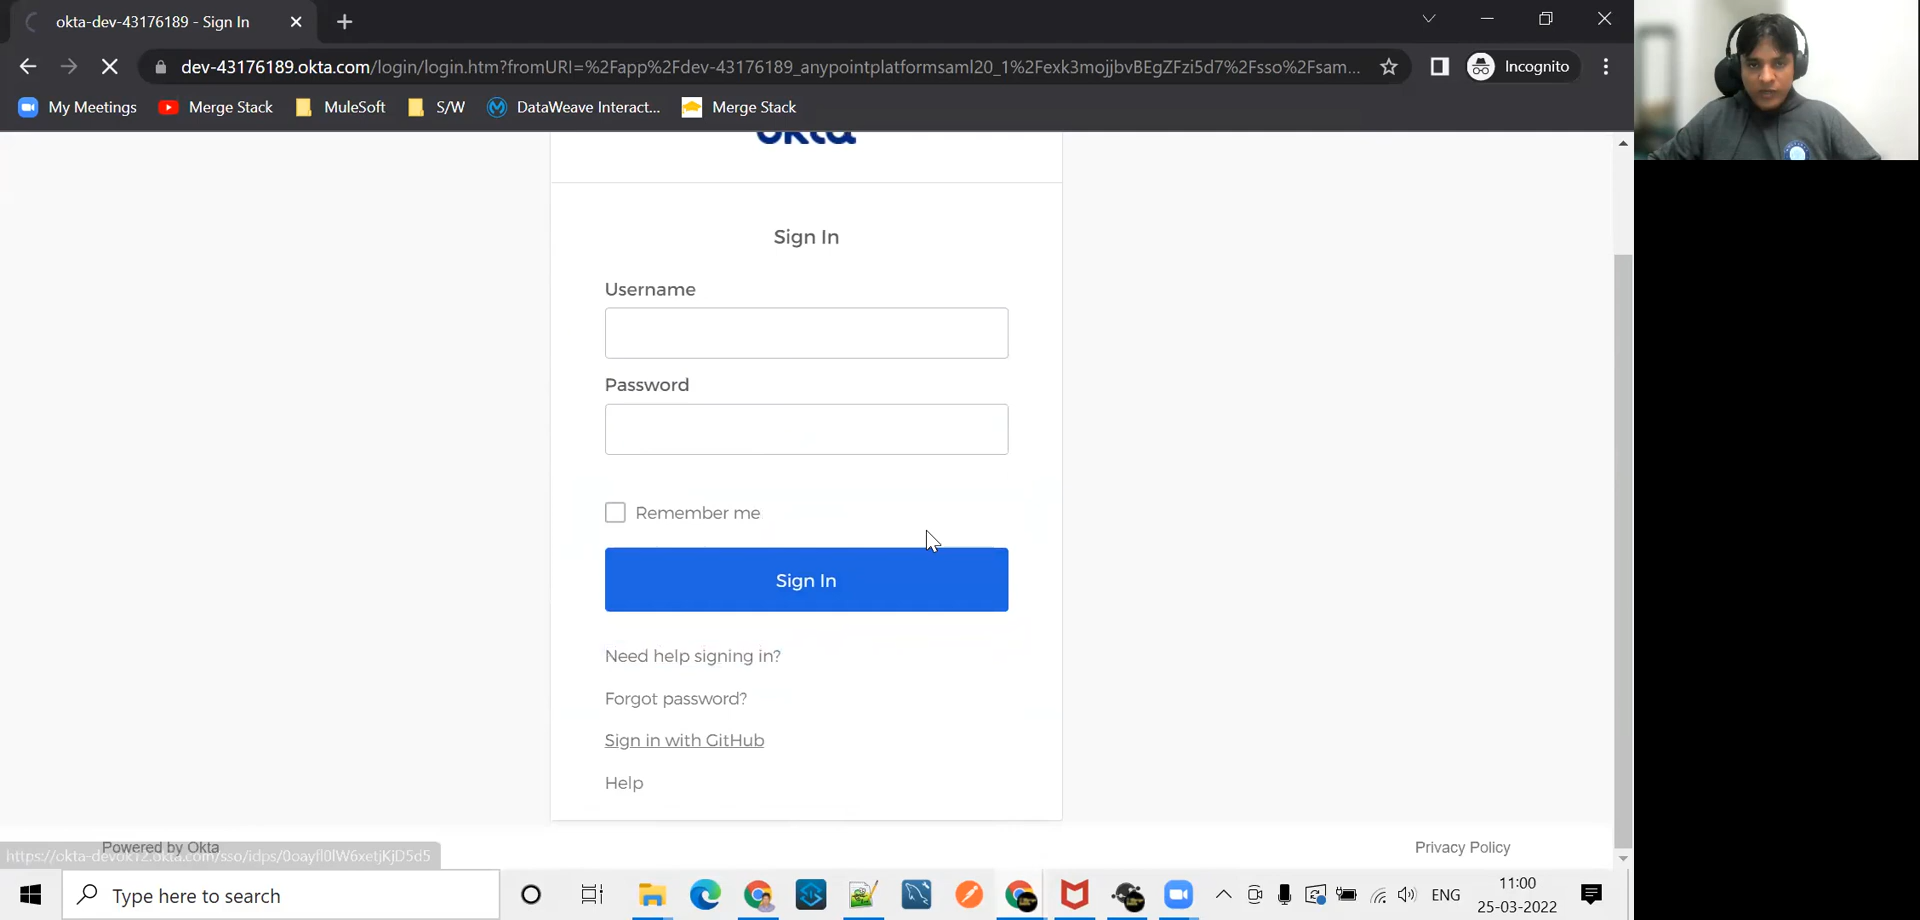 okta-dev-43176189 - Sign In
dev-43176189.okta.com/login/login.htm?fromURI=%2Fapp%2Fdev-43176189_anypointplatformsaml20_1%2Fexk3mojjbvBEgZFzi5d7%2Fsso%2Fsam...
Incognito
My Meetings
Merge Stack
MuleSoft
S/W
DataWeave Interact...
Merge Stack
okta
Sign In
Username
Password
Remember me
Sign In
Need help signing in?
Forgot password?
Sign in with GitHub
Help
Powered by Okta
Privacy Policy
Type here to search
ENG
11:00
25-03-2022